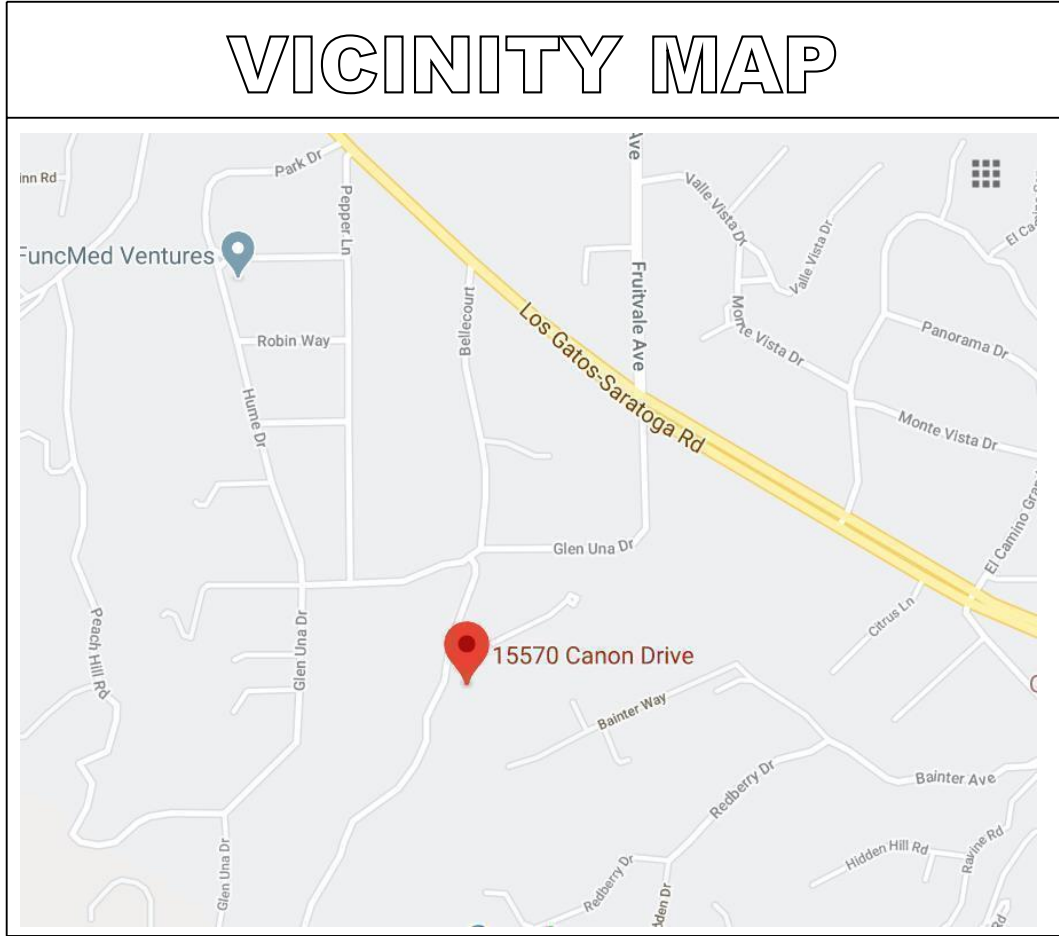 VICINITY MAP
Park Dr
Ave
inn Rd
Valle Vista Dr
Pepper Ln
Valle Vista Dr
FuncMed Ventures
Fruitvale Ave
Bellecourt
Monte Vista Dr
Los Gatos-Saratoga Rd
Robin Way
Panorama Dr
Hume Dr
Monte Vista Dr
Glen Una Dr
Citrus Ln
Peach Hill Rd
Glen Una Dr
15570 Canon Drive
Bainter Way
Redberry Dr
Bainter Ave
Hidden Hill Rd
Ravine Rd
Glen Una Dr
Redberry Dr
Rd